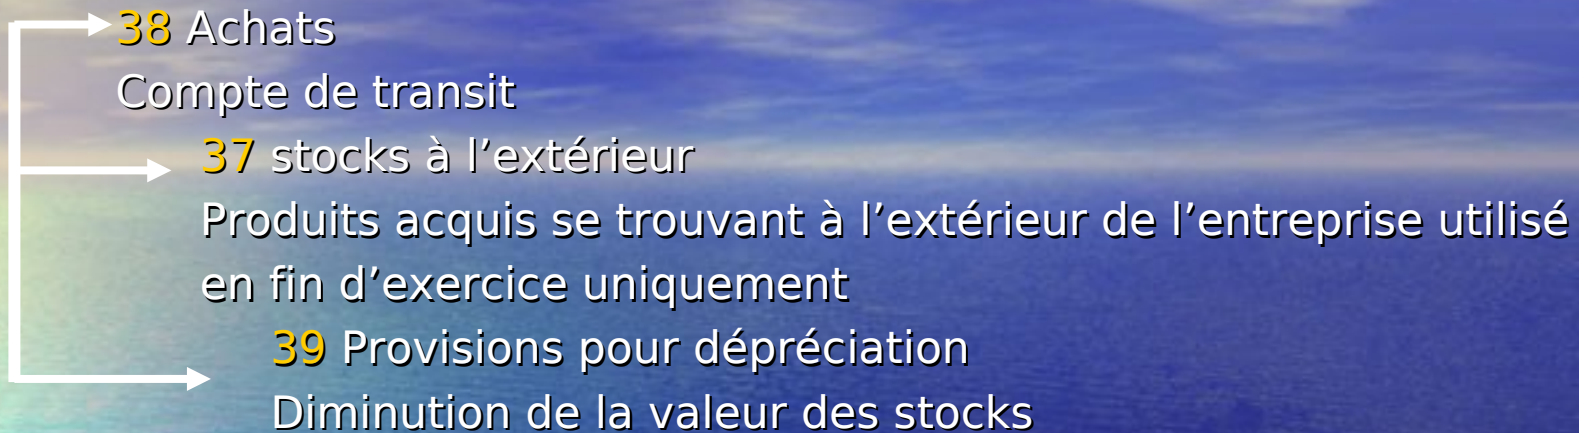 38 Achats
Compte de transit
37 stocks à l’extérieur
Produits acquis se trouvant à l’extérieur de l’entreprise utilisé
en fin d’exercice uniquement
39 Provisions pour dépréciation
Diminution de la valeur des stocks